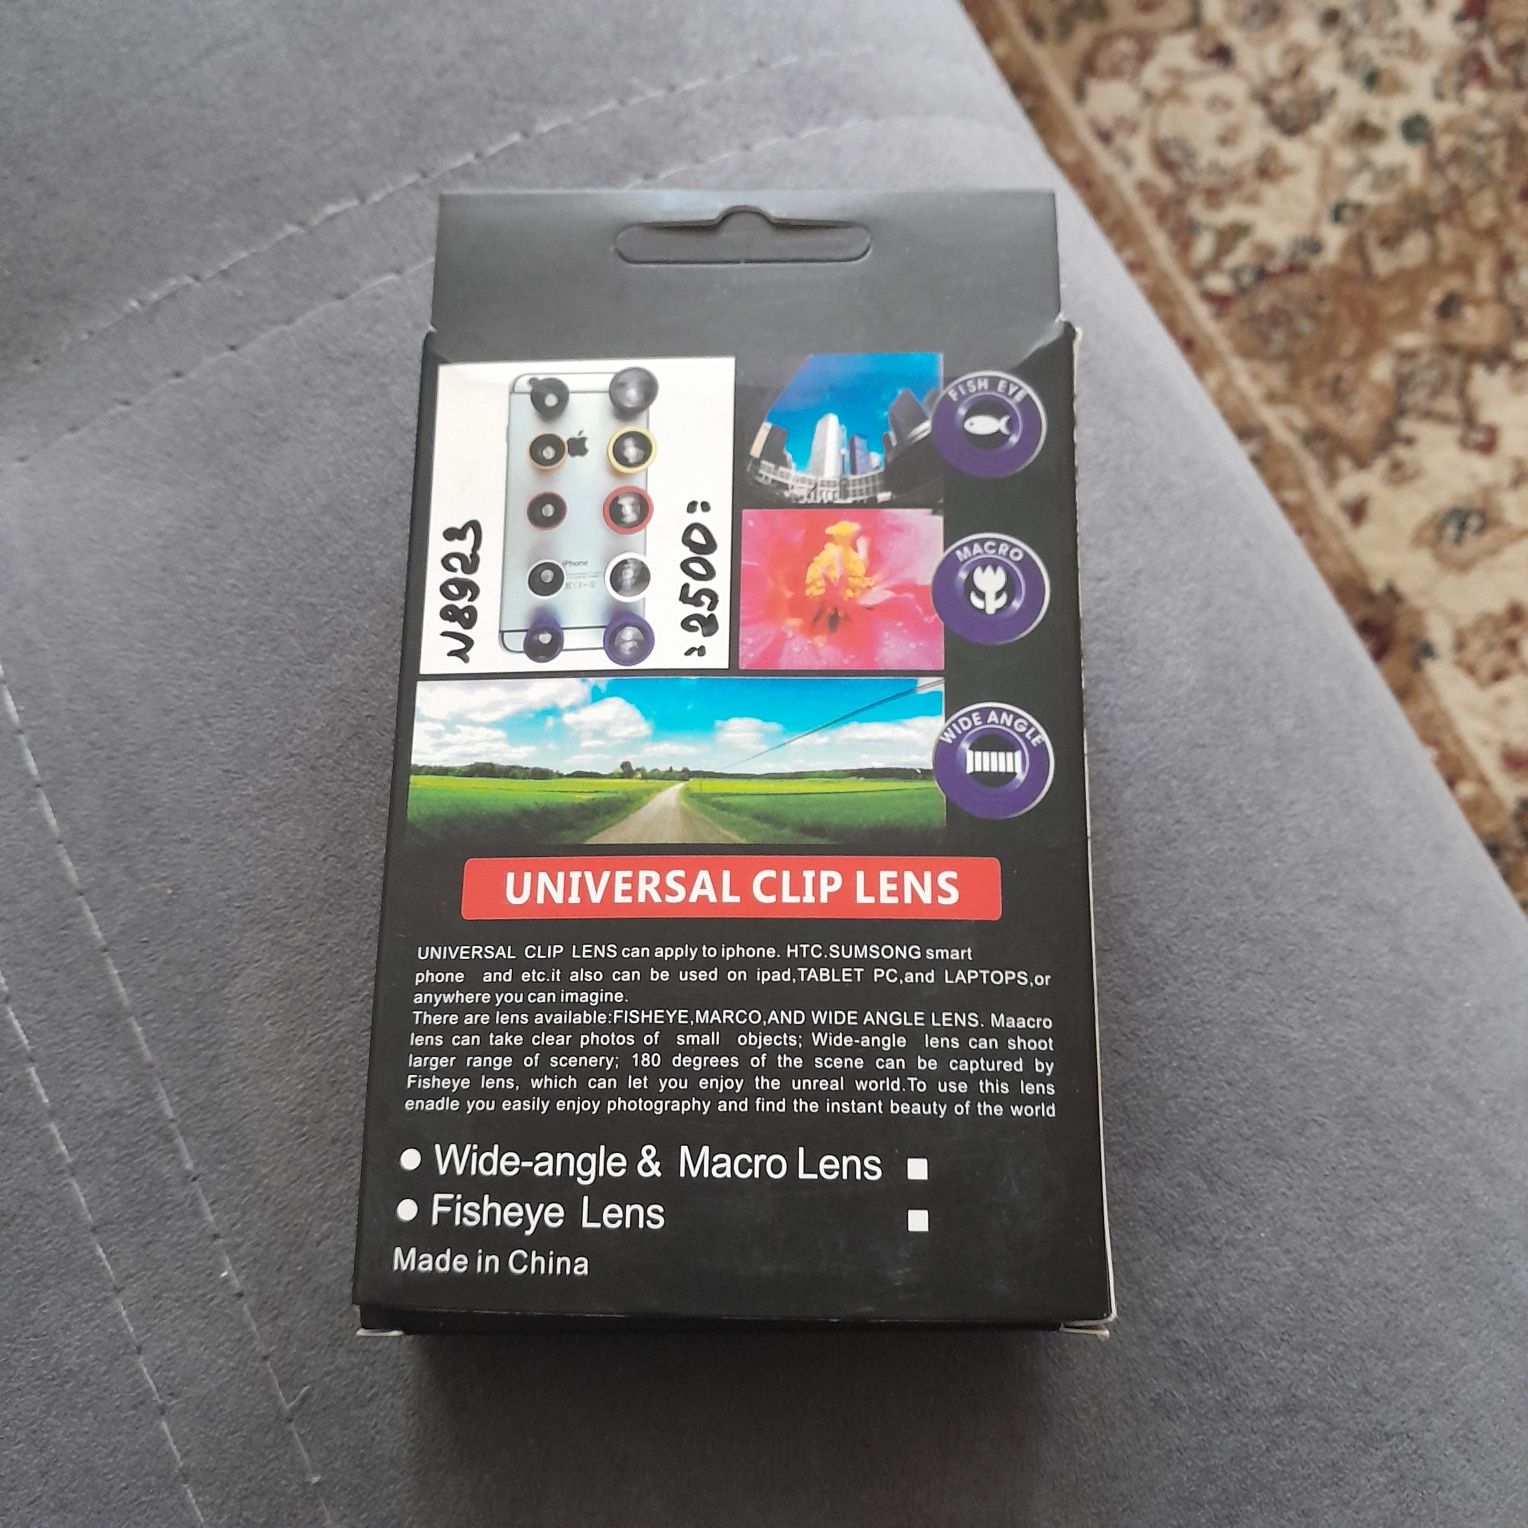 FISH EYE
N8923
iPhone
=2500=
MACRO
WIDE ANGLE
UNIVERSAL CLIP LENS
UNIVERSAL CLIP LENS can apply to iphone. HTC.SUMSONG smart
phone and etc.it also can be used on ipad,TABLET PC,and LAPTOPS,or
anywhere you can imagine.
There are lens available:FISHEYE,MARCO,AND WIDE ANGLE LENS. Maacro
lens can take clear photos of small objects; Wide-angle lens can shoot
larger range of scenery; 180 degrees of the scene can be captured by
Fisheye lens, which can let you enjoy the unreal world.To use this lens
enadle you easily enjoy photography and find the instant beauty of the world
● Wide-angle & Macro Lens
● Fisheye Lens
Made in China